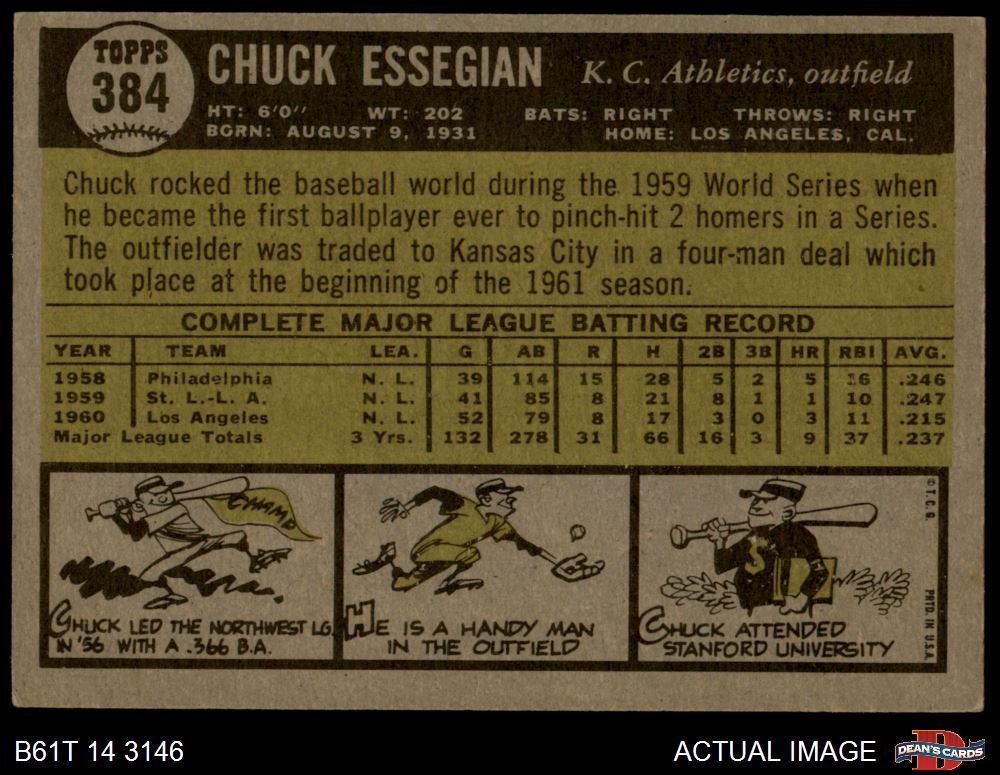 TOPPS
384
CHUCK ESSEGIAN K. C. Athletics, outfield
HT: 6'0" WT: 202 BATS: RIGHT THROWS: RIGHT
BORN: AUGUST 9, 1931 HOME: LOS ANGELES, CAL.
Chuck rocked the baseball world during the 1959 World Series when
he became the first ballplayer ever to pinch-hit 2 homers in a Series.
The outfielder was traded to Kansas City in a four-man deal which
took place at the beginning of the 1961 season.
COMPLETE MAJOR LEAGUE BATTING RECORD
YEAR TEAM LEA. G AB R H 2B 3B HR RBI AVG.
1958 Philadelphia N. L. 39 114 15 28 5 2 5 16 .246
1959 St. L.-L. A. N. L. 41 85 8 21 8 1 1 10 .247
1960 Los Angeles N. L. 52 79 8 17 3 0 3 11 .215
Major League Totals 3 Yrs. 132 278 31 66 16 3 9 37 .237
CHAMP
CHUCK LED THE NORTHWEST LG.
IN '56 WITH A .366 B.A.
HE IS A HANDY MAN
IN THE OUTFIELD
S
CHUCK ATTENDED
STANFORD UNIVERSITY
© T.C.G.
PRTD. IN U.S.A.
B61T 14 3146
ACTUAL IMAGE
DEAN'S CARDS